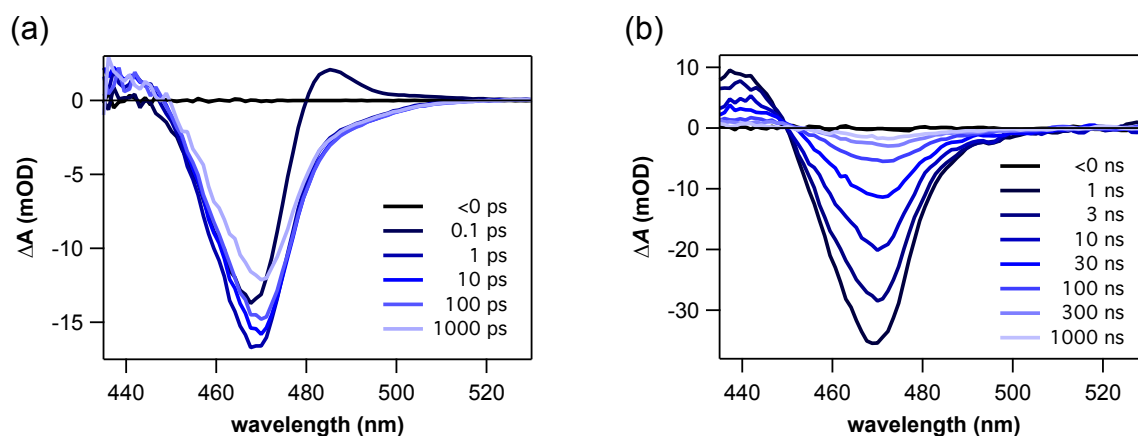 (a)
0
-5
-10
-15
ΔA (mOD)
<0 ps
0.1 ps
1 ps
10 ps
100 ps
1000 ps
440 460 480 500 520
wavelength (nm)
(b)
10
0
-10
-20
-30
ΔA (mOD)
<0 ns
1 ns
3 ns
10 ns
30 ns
100 ns
300 ns
1000 ns
440 460 480 500 520
wavelength (nm)